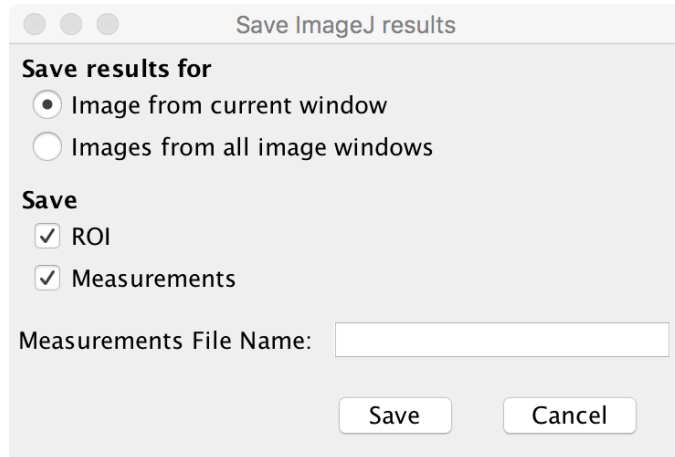 Save ImageJ results
Save results for
Image from current window
Images from all image windows
Save
ROI
Measurements
Measurements File Name:
Save Cancel